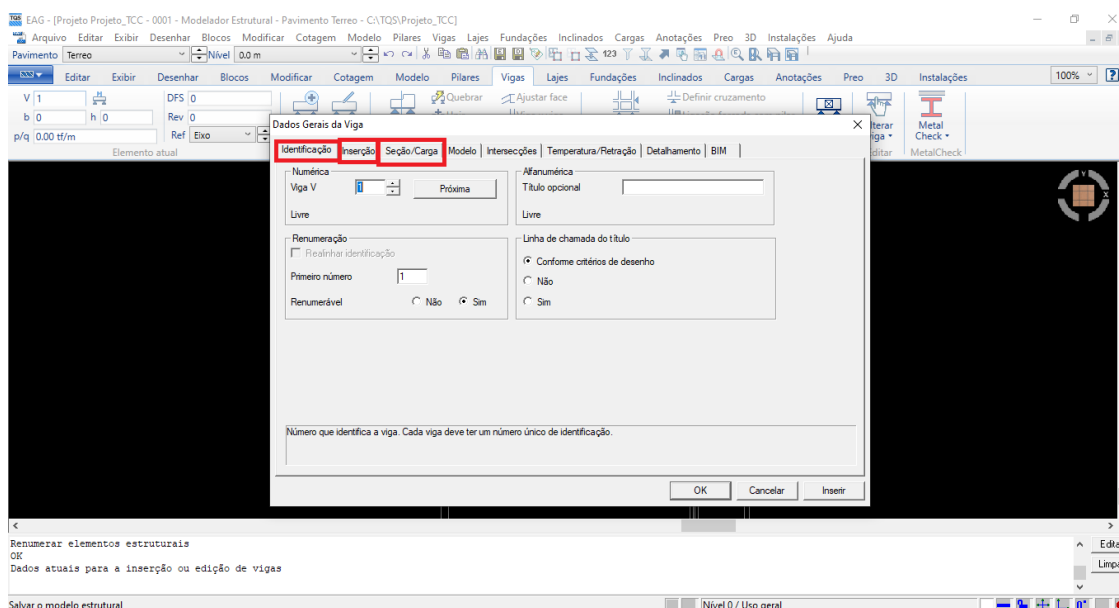 TQS EAG - [Projeto Projeto_TCC - 0001 - Modelador Estrutural - Pavimento Terreo - C:\TQS\Projeto_TCC]
Arquivo Editar Exibir Desenhar Blocos Modificar Cotagem Modelo Pilares Vigas Lajes Fundações Inclinados Cargas Anotações Preo 3D Instalações Ajuda
Pavimento Terreo Nível 0.0 m 123
Editar Exibir Desenhar Blocos Modificar Cotagem Modelo Pilares Vigas Lajes Fundações Inclinados Cargas Anotações Preo 3D Instalações 100% ?
V 1 DFS 0 Quebrar Ajustar face Definir cruzamento
b 0 h 0 Rev 0 Metal
p/q 0.00 tf/m Ref Eixo Check
Elemento atual MetalCheck
Dados Gerais da Viga
Identificação Inserção Seção/Carga Modelo Intersecções Temperatura/Retração Detalhamento BIM
Numérica Alfanumérica
Viga V 1 Próxima Título opcional
Livre Livre
Renumeração Linha de chamada do título
Realinhar identificação Conforme critérios de desenho
Primeiro número 1 Não
Renumerável Não Sim Sim
Número que identifica a viga. Cada viga deve ter um número único de identificação.
OK Cancelar Inserir
Renumerar elementos estruturais
OK
Dados atuais para a inserção ou edição de vigas
Salvar o modelo estrutural Nível 0 / Uso geral